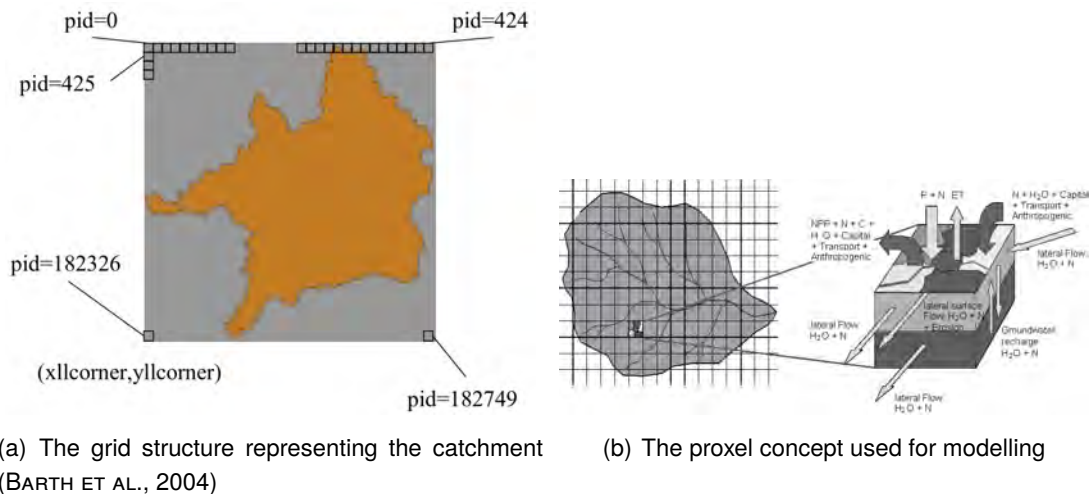 pid=0
pid=424
pid=425
pid=182326
(xllcorner,yllcorner)
pid=182749
P + N ET
N + H₂O + Capital
+ Transport +
Anthropogenic
NPP + N + C +
H O + Capital
+ Transport +
Anthropogenic
lateral Flow
H₂O + N
lateral surface
Flow H₂O + N
+ Erosion
lateral Flow
H₂O + N
Groundwater
recharge
H₂O + N
lateral Flow
H₂O + N
(a) The grid structure representing the catchment
(BARTH ET AL., 2004)
(b) The proxel concept used for modelling